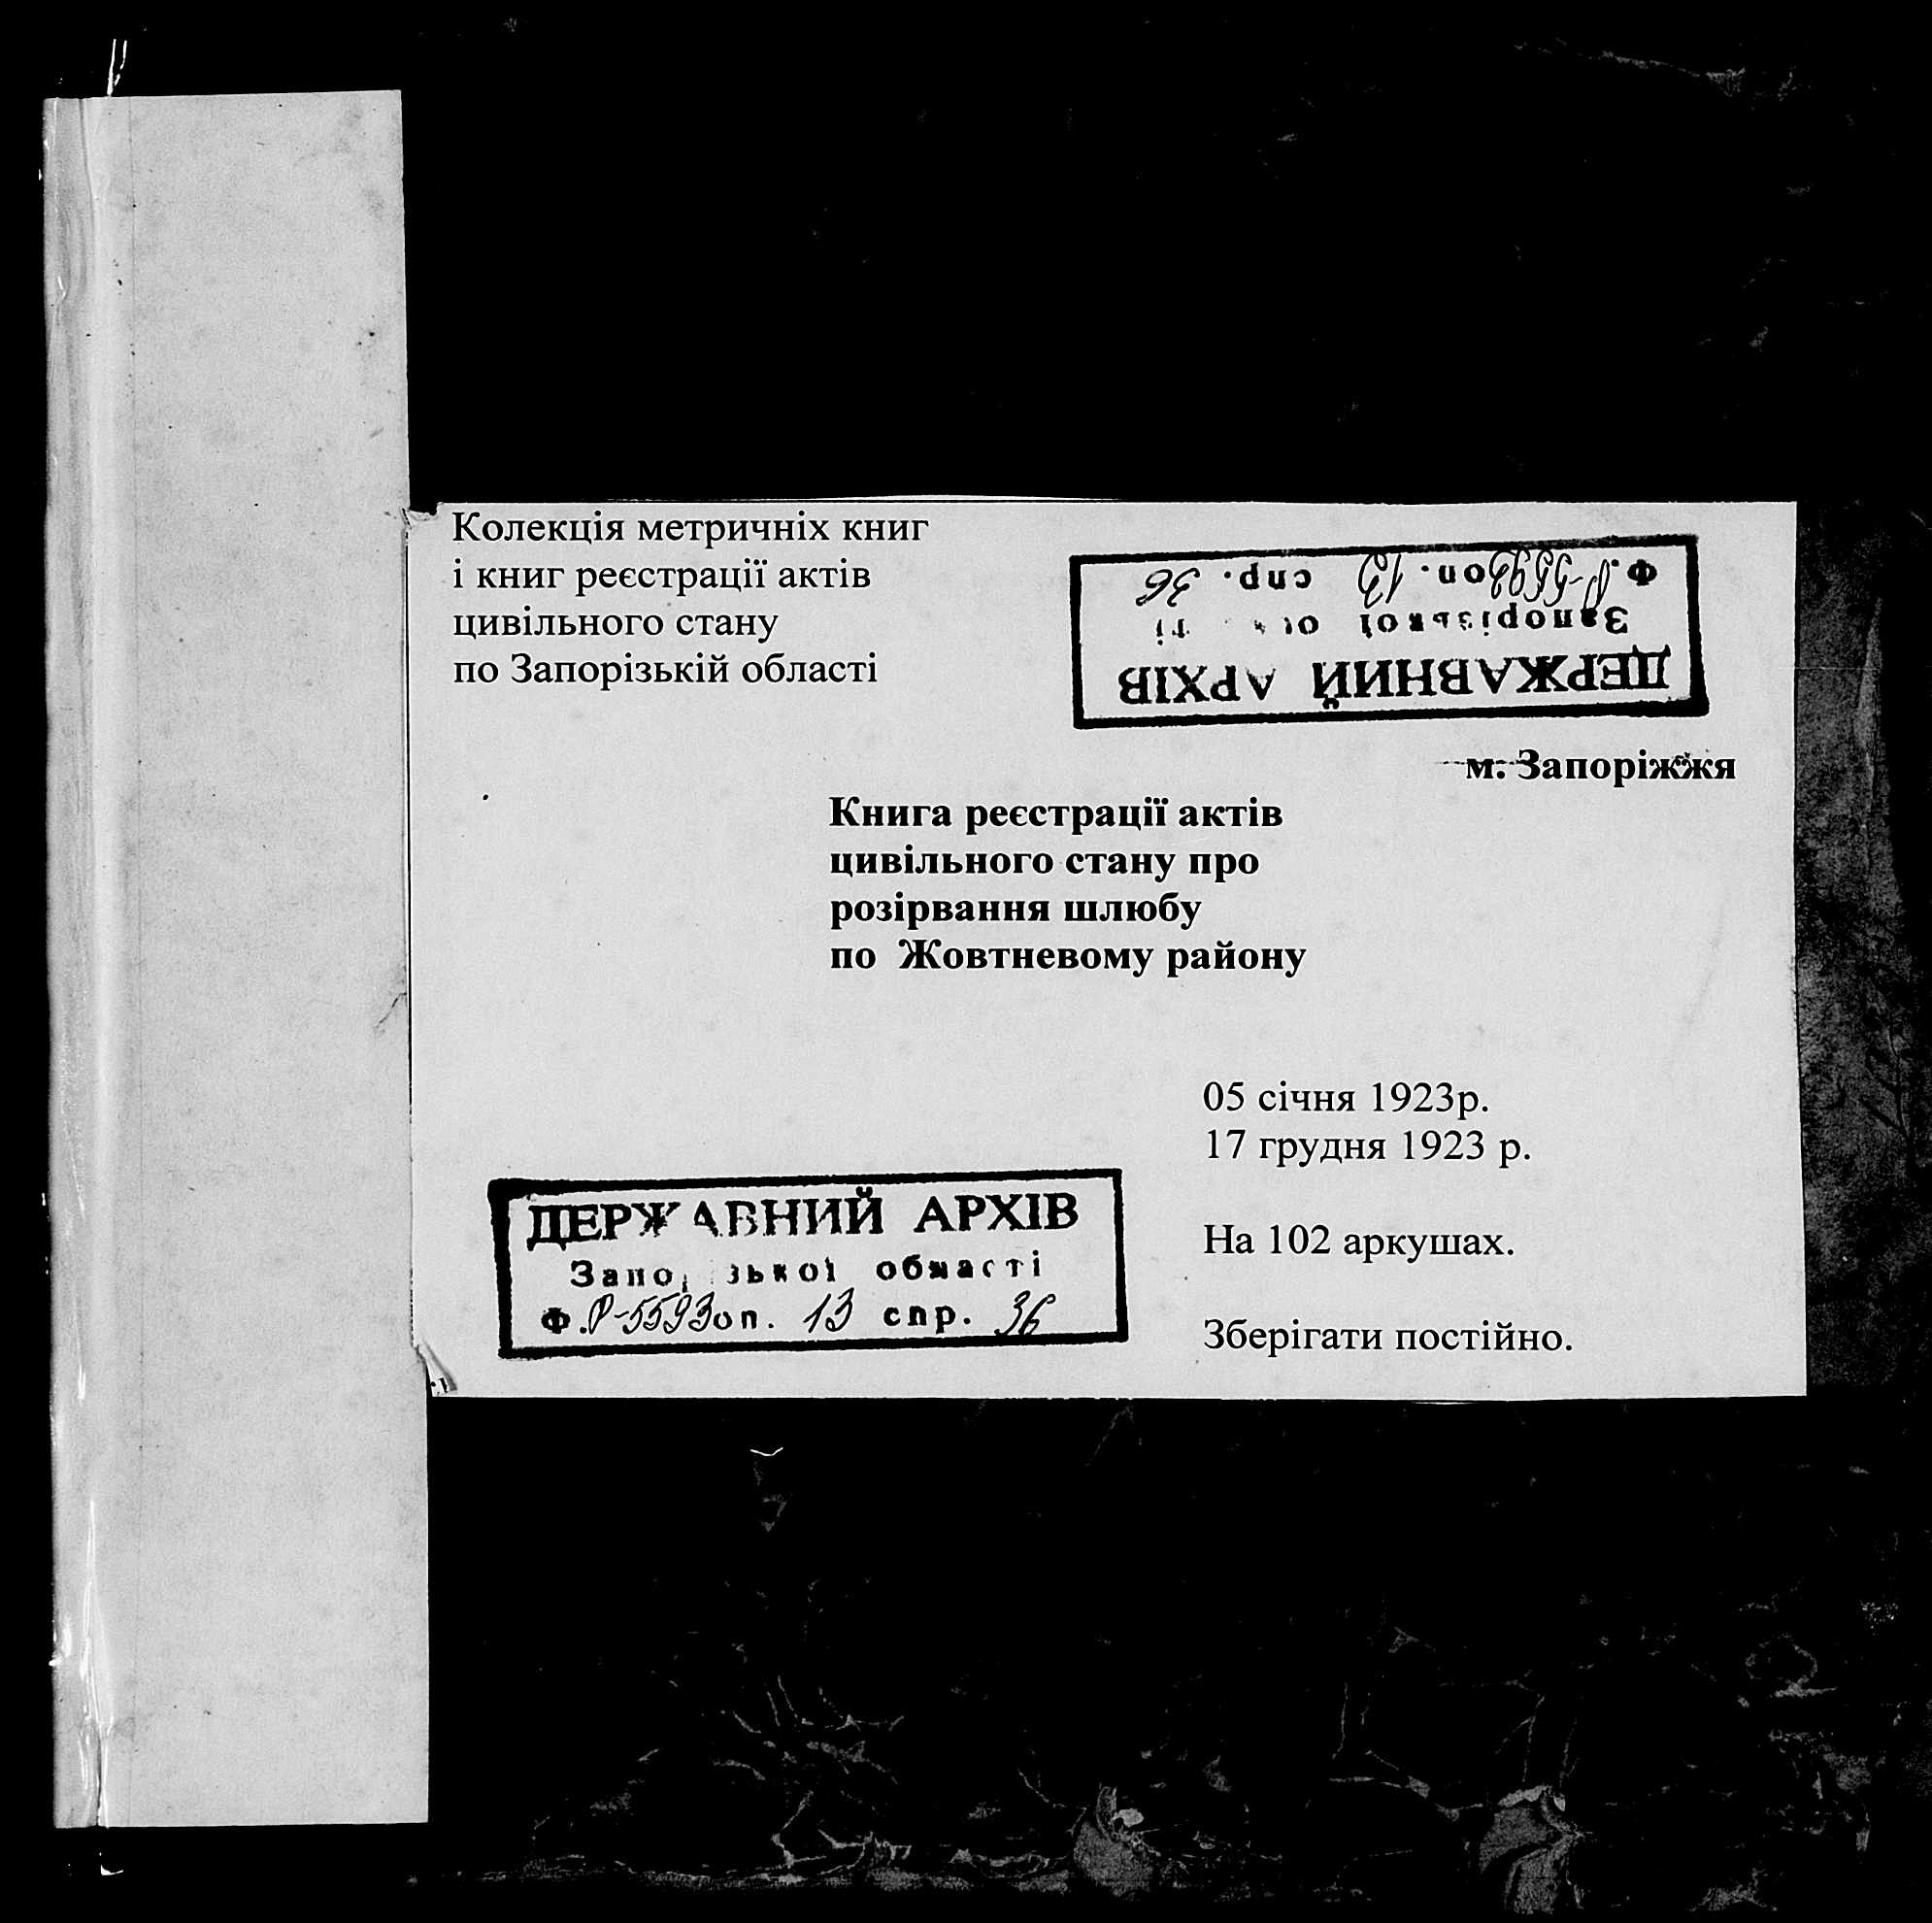 Колекція метричніх книг
і книг реєстрації актів
цивільного стану
по Запорізькій області
ДЕРЖАВНИЙ АРХІВ
Запорізької
Ф. Р-5593 оп. 13 спр. 36
м. Запоріжжя
Книга реєстрації актів
цивільного стану про
розірвання шлюбу
по Жовтневому району
05 січня 1923р.
17 грудня 1923 р.
На 102 аркушах.
Зберігати постійно.
ДЕРЖАВНИЙ АРХІВ
Запорізької області
Ф. Р-5593 оп. 13 спр. 36